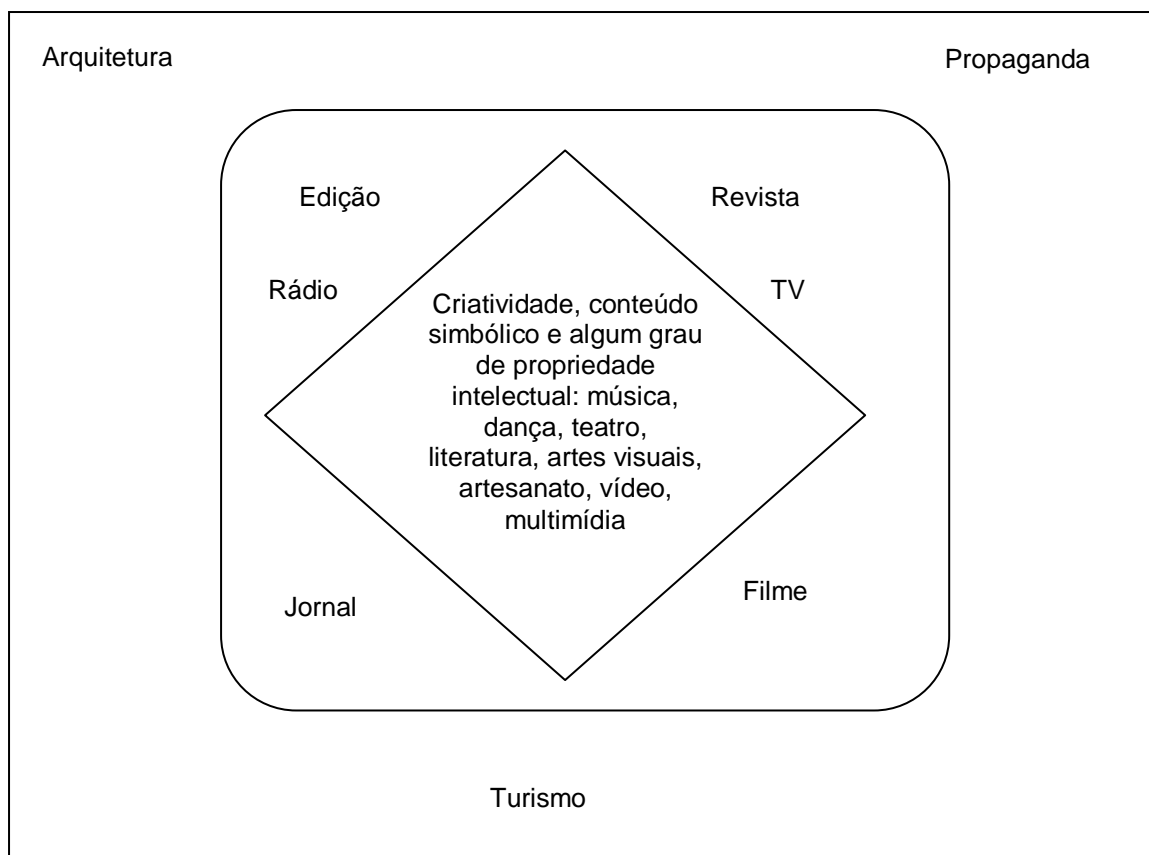 Arquitetura
Propaganda
Edição
Revista
Rádio
TV
Criatividade, conteúdo
simbólico e algum grau
de propriedade
intelectual: música,
dança, teatro,
literatura, artes visuais,
artesanato, vídeo,
multimídia
Jornal
Filme
Turismo